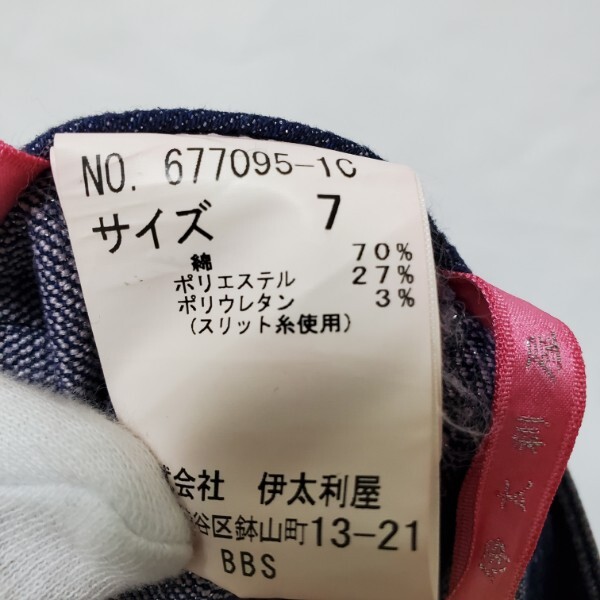 NO. 677095-1C
サイズ 7
綿 70%
ポリエステル 27%
ポリウレタン 3%
(スリット糸使用)
会社 伊太利屋
谷区鉢山町13-21
BBS